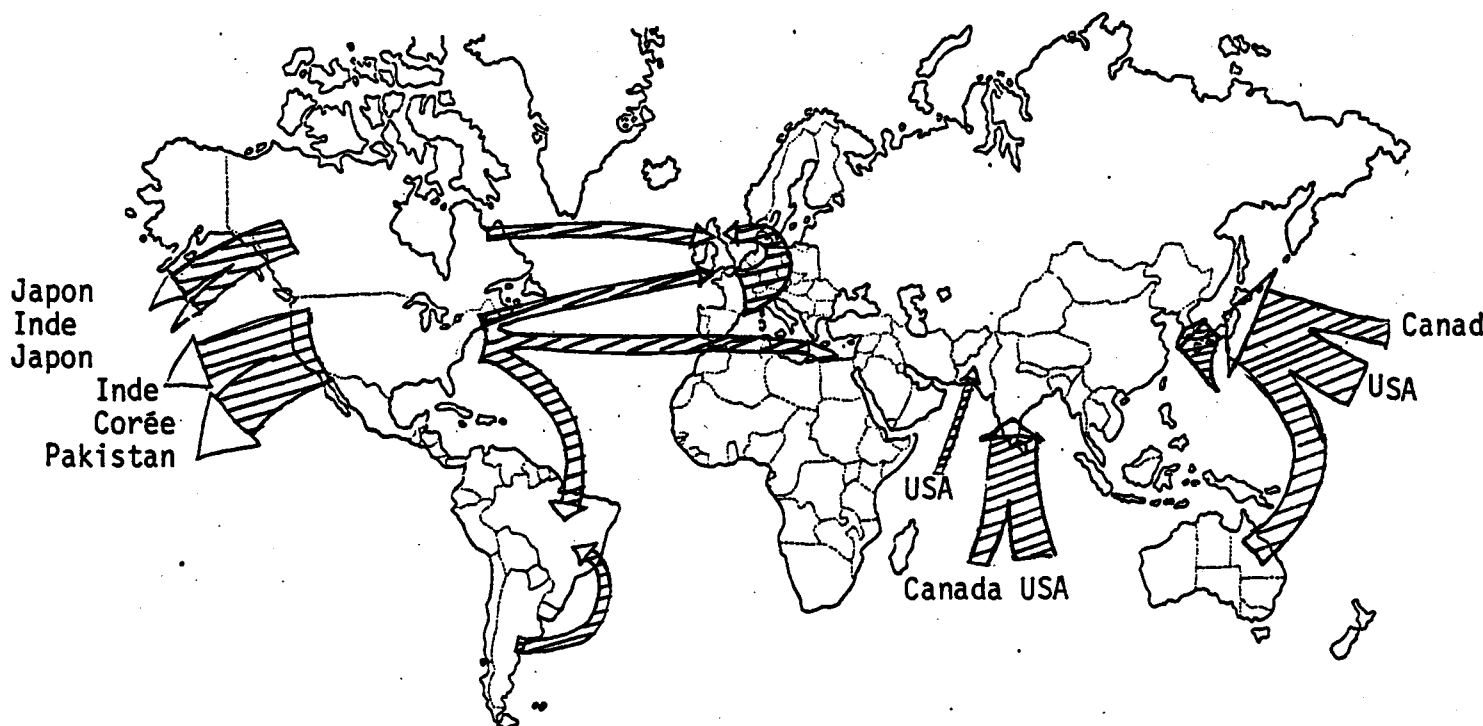 Japon
Inde
Japon
Inde
Corée
Pakistan
USA
Canada USA
Canad
USA